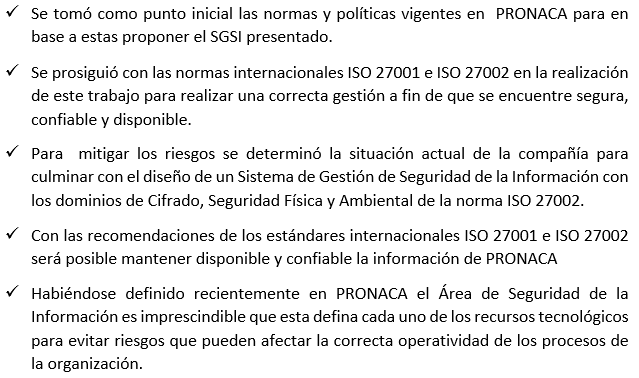 ✓ Se tomó como punto inicial las normas y políticas vigentes en PRONACA para en
base a estas proponer el SGSI presentado.
✓ Se prosiguió con las normas internacionales ISO 27001 e ISO 27002 en la realización
de este trabajo para realizar una correcta gestión a fin de que se encuentre segura,
confiable y disponible.
✓ Para mitigar los riesgos se determinó la situación actual de la compañía para
culminar con el diseño de un Sistema de Gestión de Seguridad de la Información con
los dominios de Cifrado, Seguridad Física y Ambiental de la norma ISO 27002.
✓ Con las recomendaciones de los estándares internacionales ISO 27001 e ISO 27002
será posible mantener disponible y confiable la información de PRONACA
✓ Habiéndose definido recientemente en PRONACA el Área de Seguridad de la
Información es imprescindible que esta defina cada uno de los recursos tecnológicos
para evitar riesgos que pueden afectar la correcta operatividad de los procesos de
la organización.